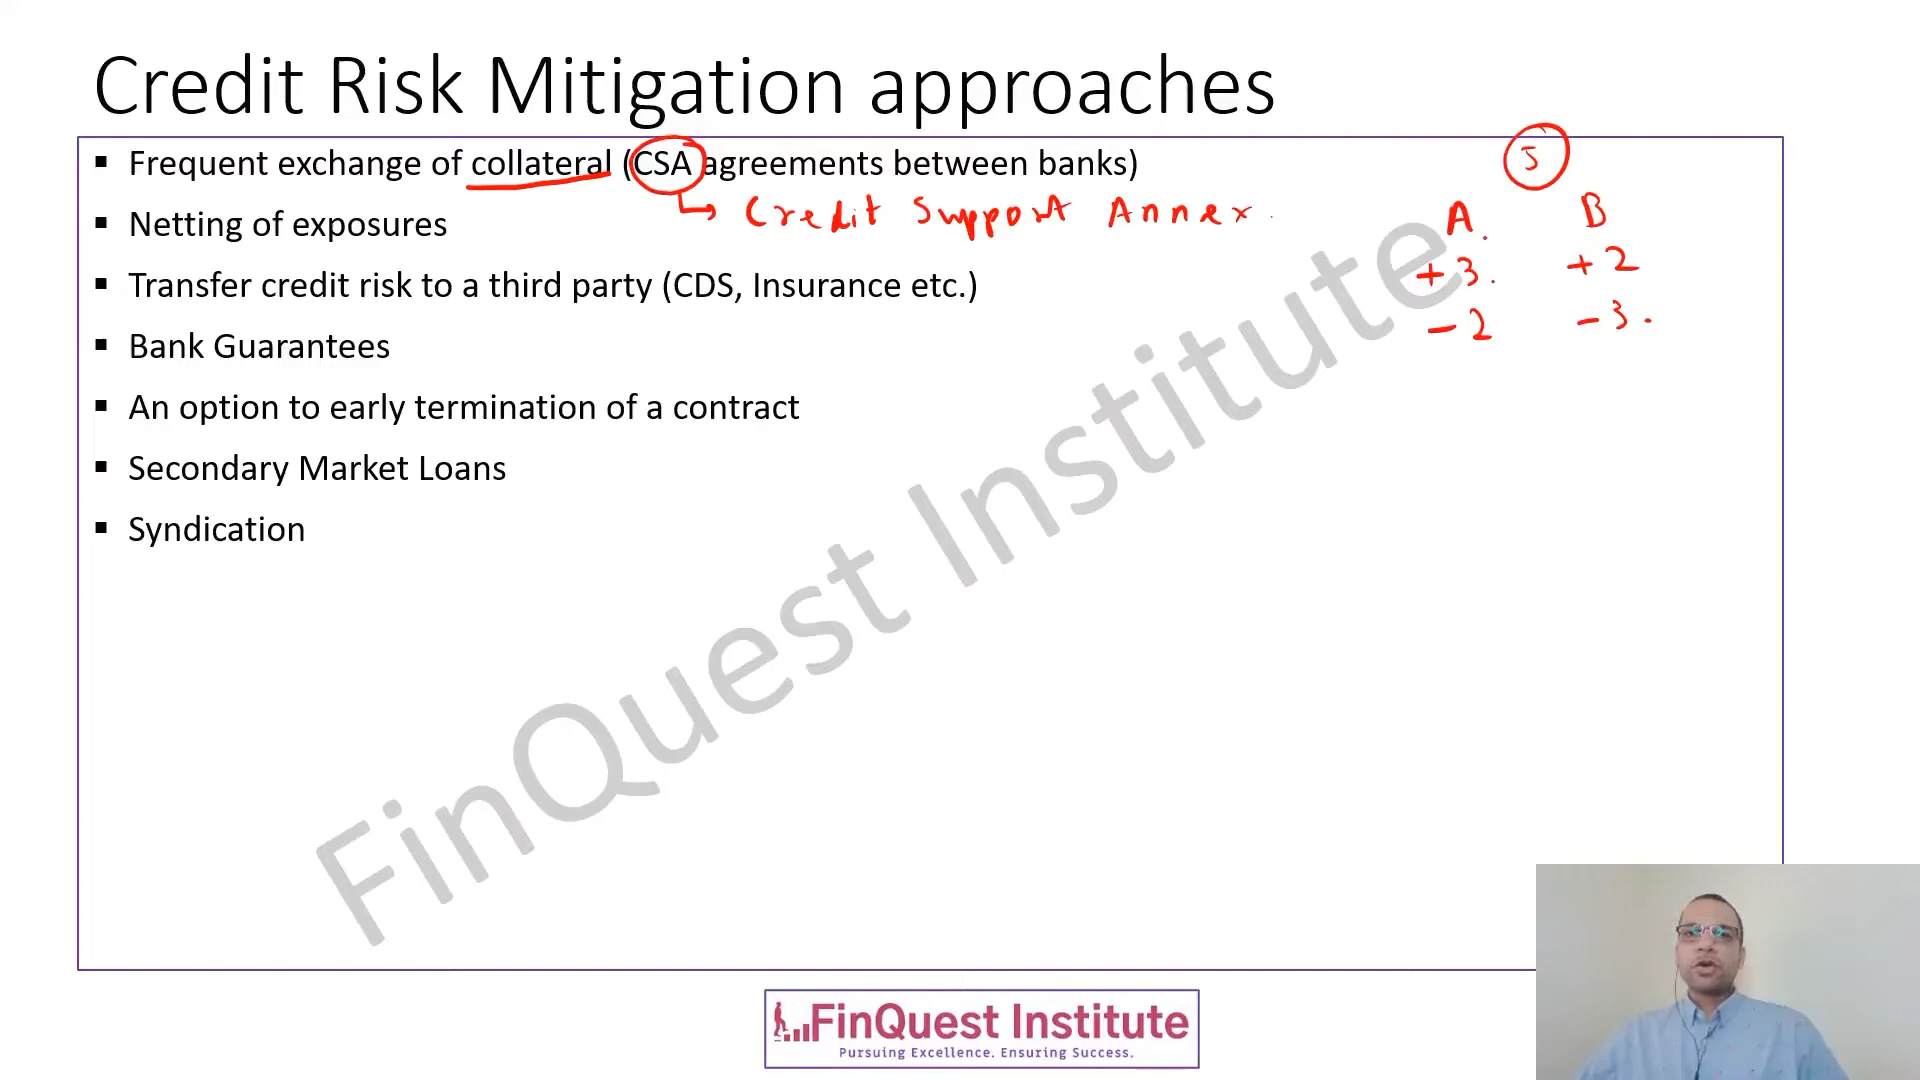 Credit Risk Mitigation approaches
▪ Frequent exchange of collateral (CSA agreements between banks)
Credit Support Annex
▪ Netting of exposures
▪ Transfer credit risk to a third party (CDS, Insurance etc.)
▪ Bank Guarantees
▪ An option to early termination of a contract
▪ Secondary Market Loans
▪ Syndication
5
A B
+3 +2
-2 -3
FinQuest Institute
FinQuest Institute
Pursuing Excellence. Ensuring Success.